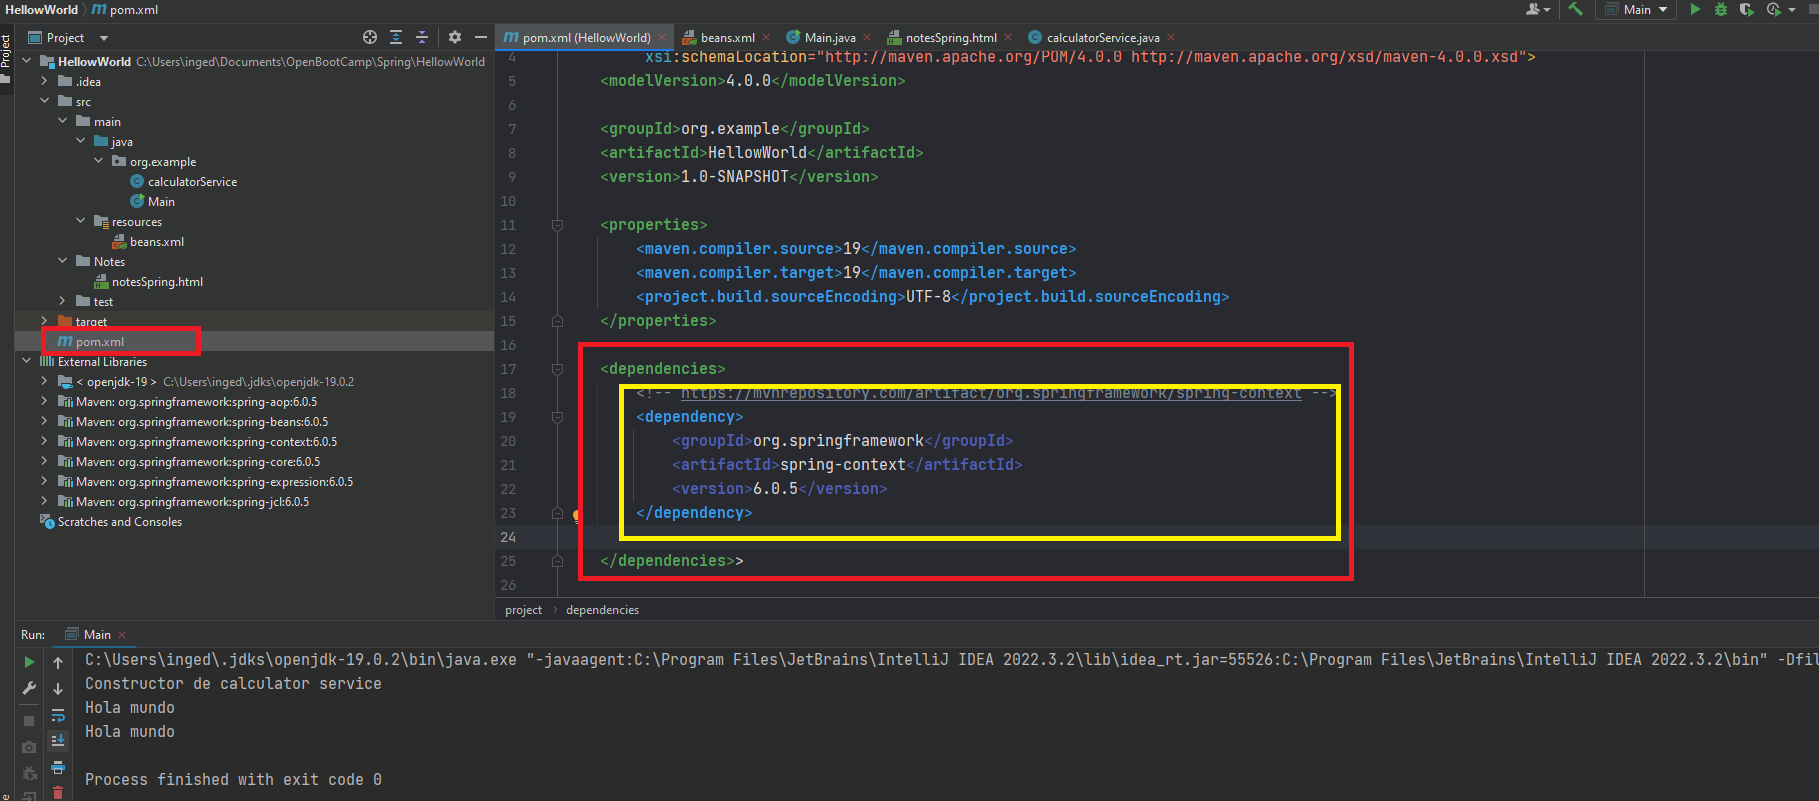 HellowWorld
pom.xml
Main
Project
Project
pom.xml (HellowWorld)
beans.xml
Main.java
notesSpring.html
calculatorService.java
HellowWorld C:\Users\inged\Documents\OpenBootCamp\Spring\HellowWorld
.idea
src
main
java
org.example
calculatorService
Main
resources
beans.xml
Notes
notesSpring.html
test
target
pom.xml
External Libraries
< openjdk-19 > C:\Users\inged\.jdks\openjdk-19.0.2
Maven: org.springframework:spring-aop:6.0.5
Maven: org.springframework:spring-beans:6.0.5
Maven: org.springframework:spring-context:6.0.5
Maven: org.springframework:spring-core:6.0.5
Maven: org.springframework:spring-expression:6.0.5
Maven: org.springframework:spring-jcl:6.0.5
Scratches and Consoles
4 xsi:schemaLocation="http://maven.apache.org/POM/4.0.0 http://maven.apache.org/xsd/maven-4.0.0.xsd">
5 <modelVersion>4.0.0</modelVersion>
6
7 <groupId>org.example</groupId>
8 <artifactId>HellowWorld</artifactId>
9 <version>1.0-SNAPSHOT</version>
10
11 <properties>
12 <maven.compiler.source>19</maven.compiler.source>
13 <maven.compiler.target>19</maven.compiler.target>
14 <project.build.sourceEncoding>UTF-8</project.build.sourceEncoding>
15 </properties>
16
17 <dependencies>
18 <!-- https://mvnrepository.com/artifact/org.springframework/spring-context -->
19 <dependency>
20 <groupId>org.springframework</groupId>
21 <artifactId>spring-context</artifactId>
22 <version>6.0.5</version>
23 </dependency>
24
25 </dependencies>>
26
project
dependencies
Run:
Main
C:\Users\inged\.jdks\openjdk-19.0.2\bin\java.exe "-javaagent:C:\Program Files\JetBrains\IntelliJ IDEA 2022.3.2\lib\idea_rt.jar=55526:C:\Program Files\JetBrains\IntelliJ IDEA 2022.3.2\bin" -Dfil
Constructor de calculator service
Hola mundo
Hola mundo
Process finished with exit code 0